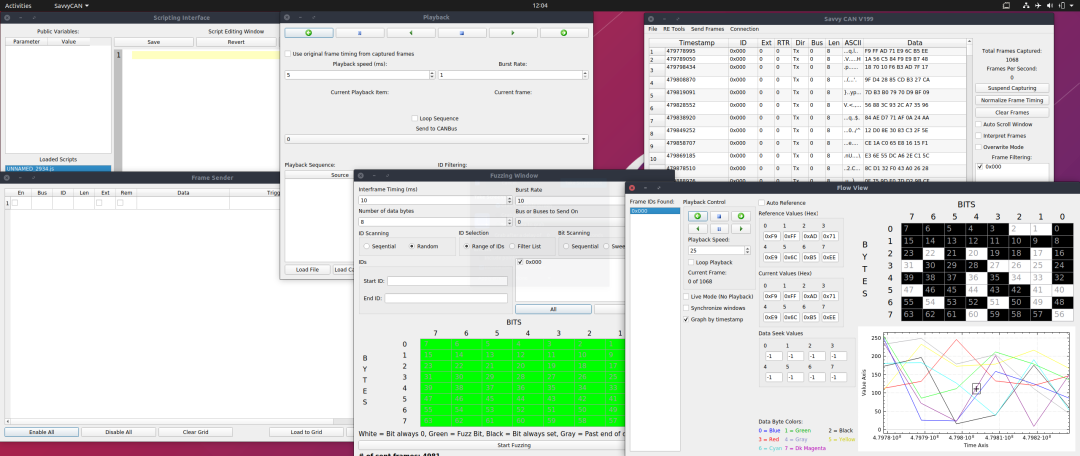 Activities
SavvyCAN
12:04
Scripting Interface
Public Variables:
Script Editing Window
Parameter Value
Save Revert
1
Loaded Scripts
UNNAMED_2934.js
Playback
Use original frame timing from captured frames
Playback speed (ms): Burst Rate:
5 1
Current Playback item: Current frame:
Loop Sequence
Send to CANBus
0
Playback Sequence: ID Filtering:
Source
Load File
Savvy CAN V199
File RE Tools Send Frames Connection
Timestamp ID Ext RTR Dir Bus Len ASCII Data
1 479778995 0x000 0 0 Tx 0 8 F9 FF AD 71 E9 6C B5 EE
2 479789050 0x000 0 0 Tx 0 8 1A 56 C5 84 F9 E9 B7 48
3 479798434 0x000 0 0 Tx 0 8 18 70 10 F6 B3 AD 7F 17
4 479808870 0x000 0 0 Tx 0 8 9F D4 28 85 CD B3 27 CA
5 479819091 0x000 0 0 Tx 0 8 7D B3 B0 79 70 D9 BF 09
6 479828552 0x000 0 0 Tx 0 8 56 88 3C 93 2C A7 35 96
7 479838920 0x000 0 0 Tx 0 8 84 AE D7 71 AF 0A 24 AA
8 479849252 0x000 0 0 Tx 0 8 12 D0 8E 30 83 C3 2F 5E
9 479858707 0x000 0 0 Tx 0 8 CE 1A C0 65 E8 16 15 F1
10 479869185 0x000 0 0 Tx 0 8 E3 6E 55 DC A6 2E C1 5C
479878510 0x000 0 0 Tx 0 8 8C D1 32 F0 43 A0 26 28
Total Frames Captured:
1068
Frames Per Second:
0
Suspend Capturing
Normalize Frame Timing
Clear Frames
Auto Scroll Window
Interpret Frames
Overwrite Mode
Frame Filtering:
0x000
Frame Sender
En Bus ID Len Ext Rem Data
1
Enable All Disable All Clear Grid Load to Grid
Fuzzing Window
Interframe Timing (ms) Burst Rate
10 10
Number of data bytes Bus or Buses to Send On
8 0
ID Scanning ID Selection Bit Scanning
Seqential Random Range of IDs Filter List Sequential
IDs
0x000
Start ID:
End ID:
All
BITS
7 6 5 4 3 2 1
BYTES
0
1
2
3
4
5
6
7
White = Bit always 0, Green = Fuzz Bit, Black = Bit always set, Gray = Past end of
Start Fuzzing
# of sent frames: 4981
Flow View
Frame IDs Found:
0x000
Playback Control
Playback Speed:
25
Loop Playback
Current Frame:
0 of 1068
Live Mode (No Playback)
Synchronize windows
Graph by timestamp
Auto Reference
Reference Values (Hex)
0 1 2 3
0xF9 0xFF 0xAD 0x71
4 5 6 7
0xE9 0x6C 0xB5 0xEE
Current Values (Hex)
0 1 2 3
0xF9 0xFF 0xAD 0x71
4 5 6 7
0xE9 0x6C 0xB5 0xEE
Data Seek Values
0 1 2 3
-1 -1 -1 -1
4 5 6 7
-1 -1 -1 -1
Data Byte Colors:
0 = Blue 1 = Green 2 = Black
3 = Red 4 = Gray 5 = Yellow
6 = Cyan 7 = Dk Magenta
BITS
7 6 5 4 3 2 1 0
BYTES
0 7 6 5 4 3 2 1 0
1 15 14 13 12 11 10 9 8
2 23 22 21 20 19 18 17 16
3 31 30 29 28 27 26 25 24
4 39 38 37 36 35 34 33 32
5 47 46 45 44 43 42 41 40
6 55 54 53 52 51 50 49 48
7 63 62 61 60 59 58 57 56
Value Axis
250
200
150
100
50
0
4.7978·10⁸ 4.7979·10⁸ 4.798·10⁸ 4.7981·10⁸ 4.7982·10⁸
Time Axis